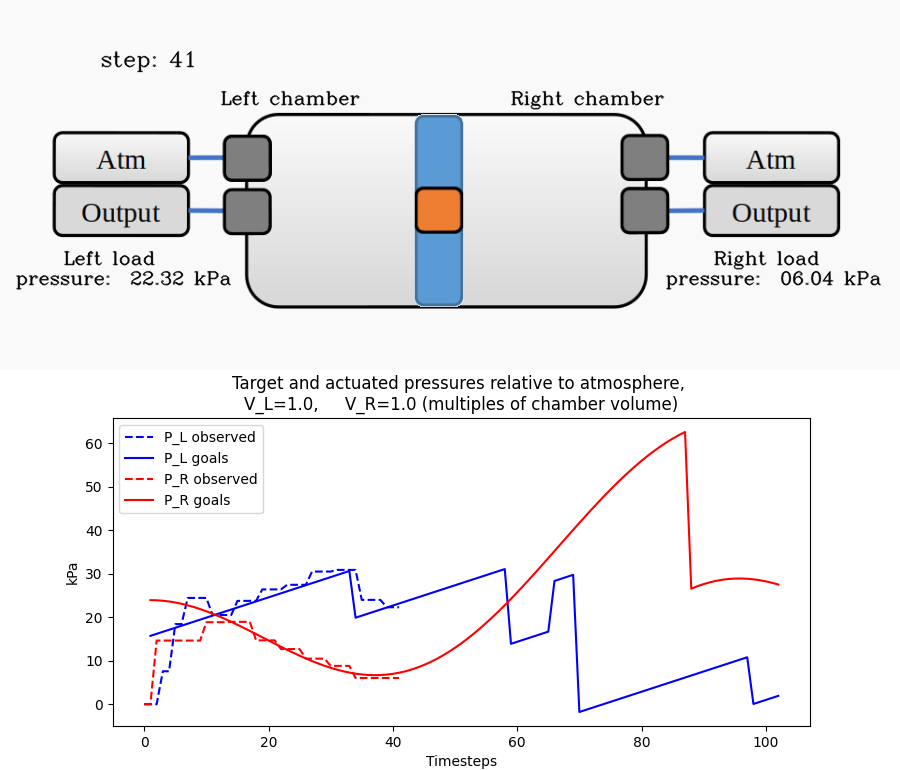 step: 41
Left chamber
Right chamber
Atm
Atm
Output
Output
Left load
pressure: 22.32 kPa
Right load
pressure: 06.04 kPa
Target and actuated pressures relative to atmosphere,
V_L=1.0, V_R=1.0 (multiples of chamber volume)
P_L observed
P_L goals
P_R observed
P_R goals
60
50
40
30
20
10
0
kPa
0
20
40
60
80
100
Timesteps